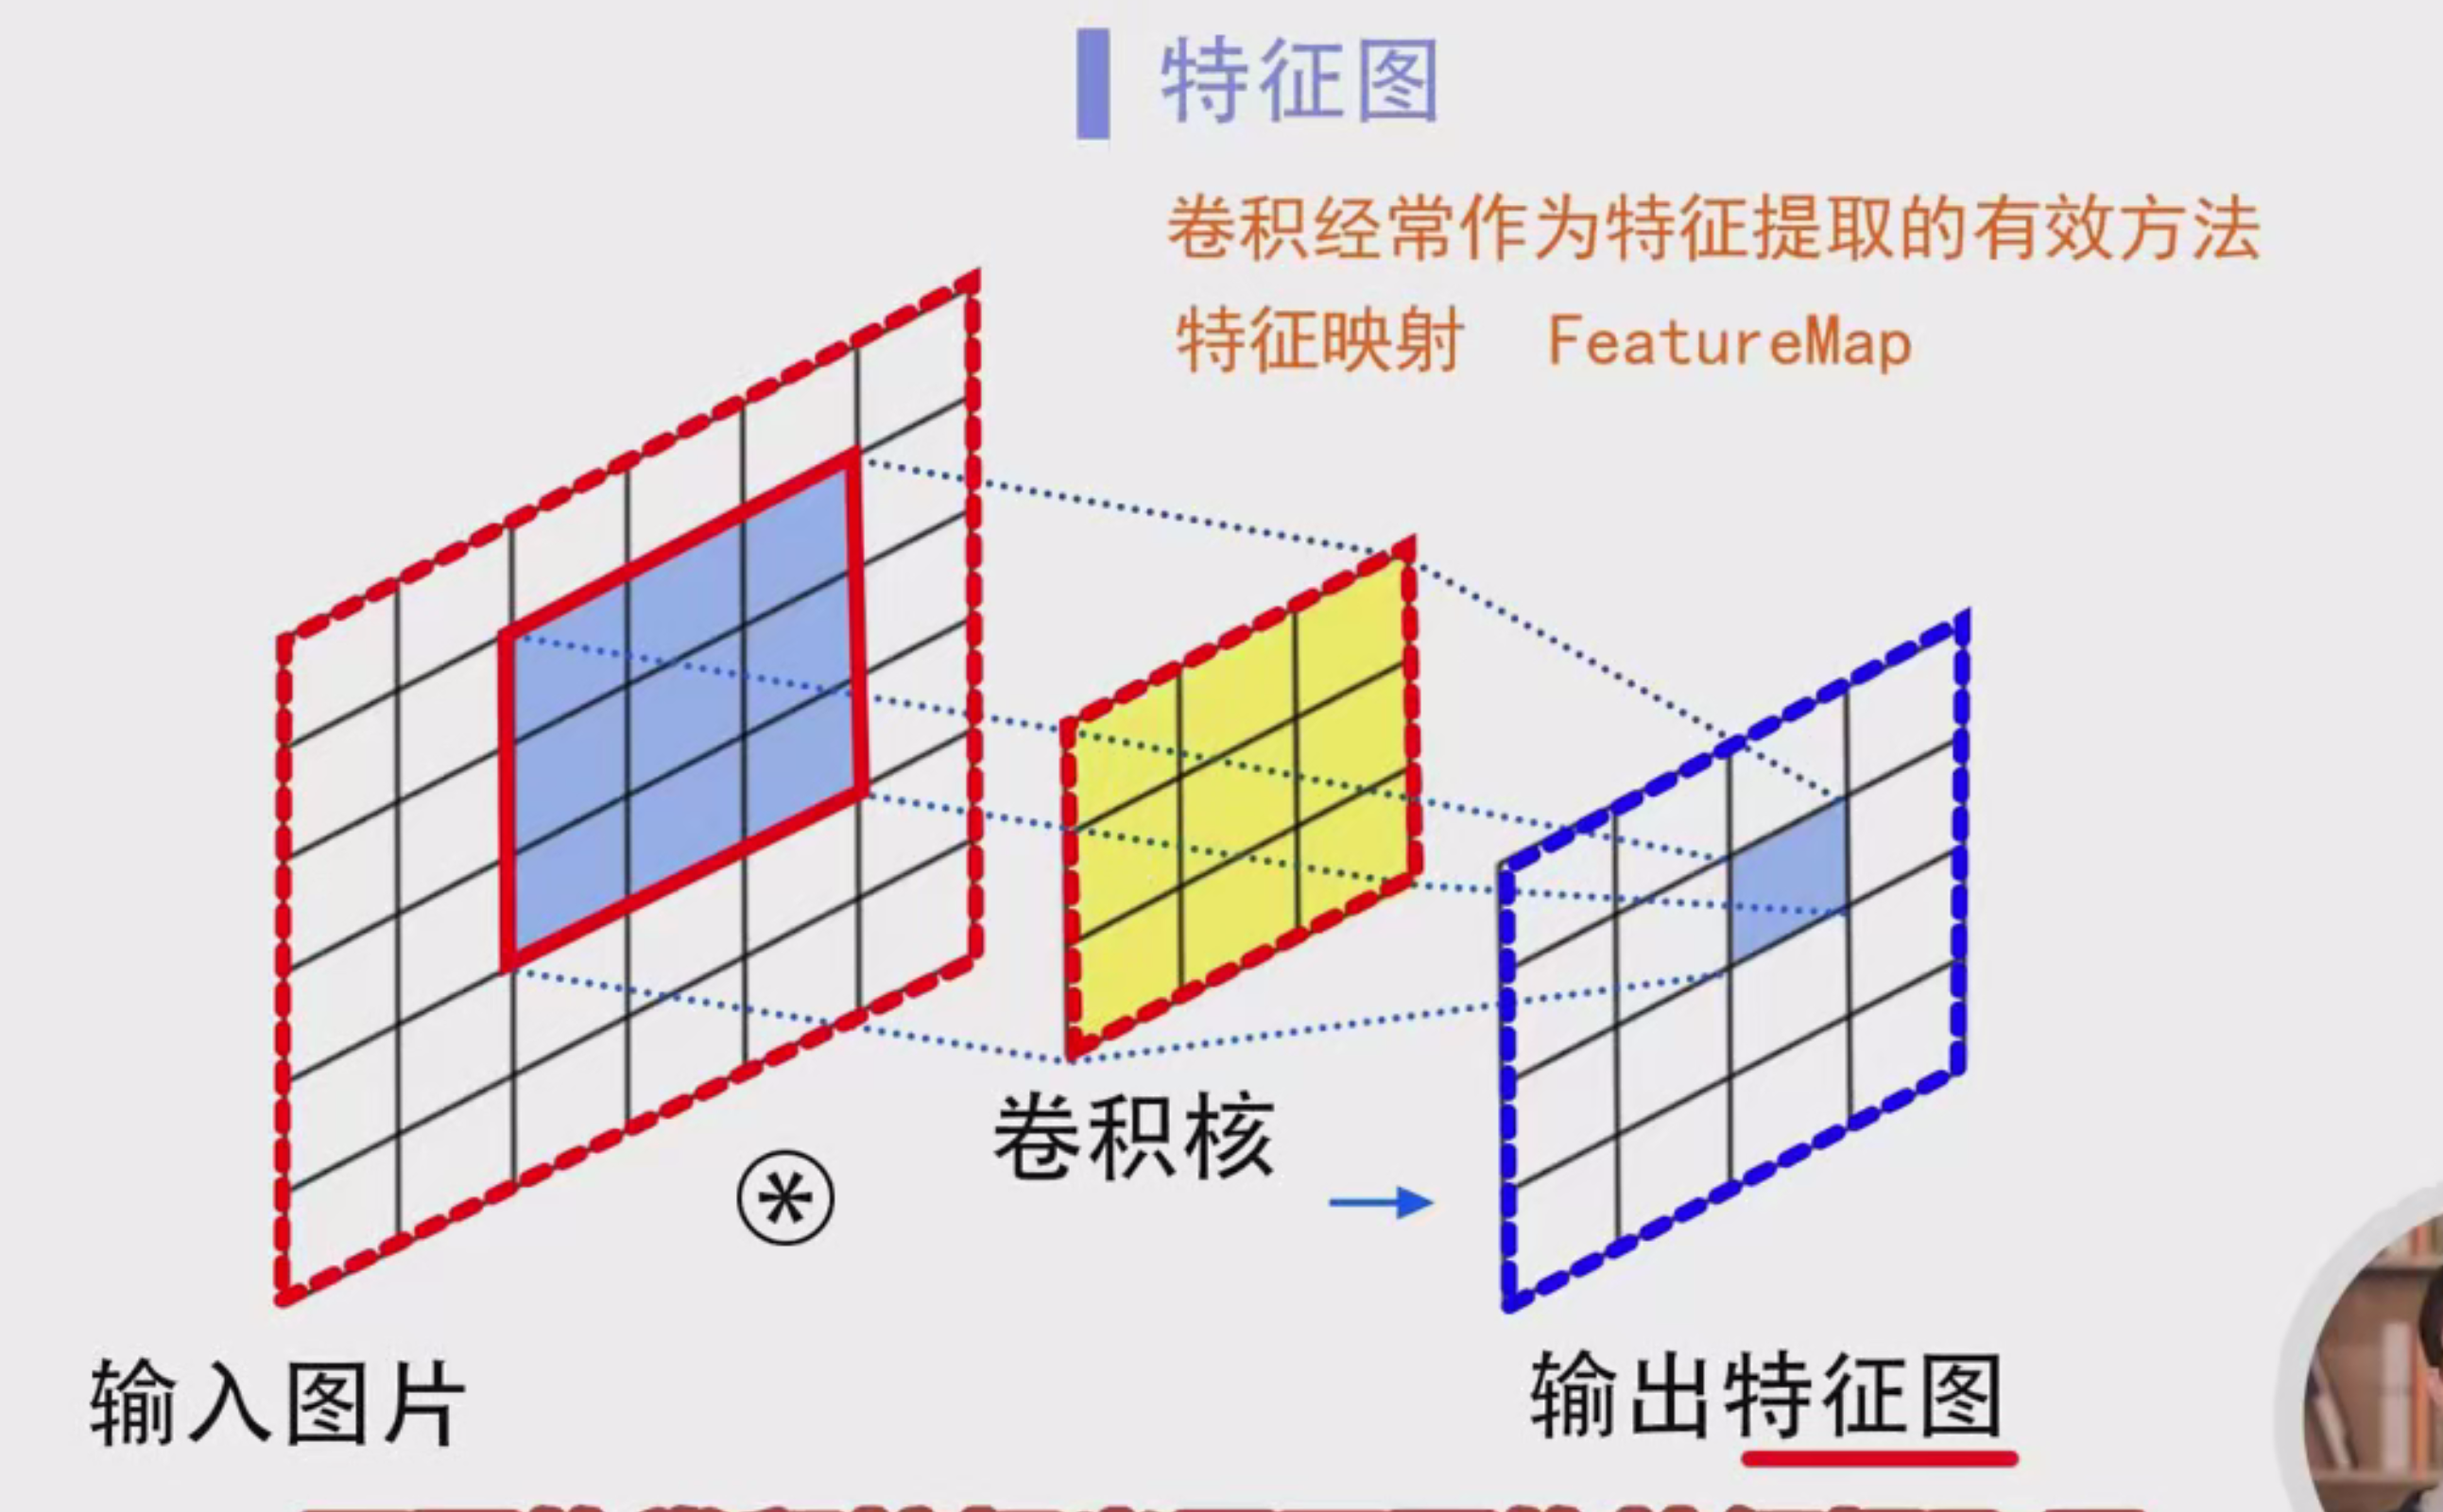 特征图
卷积经常作为特征提取的有效方法
特征映射 FeatureMap
卷积核
输入图片
输出特征图